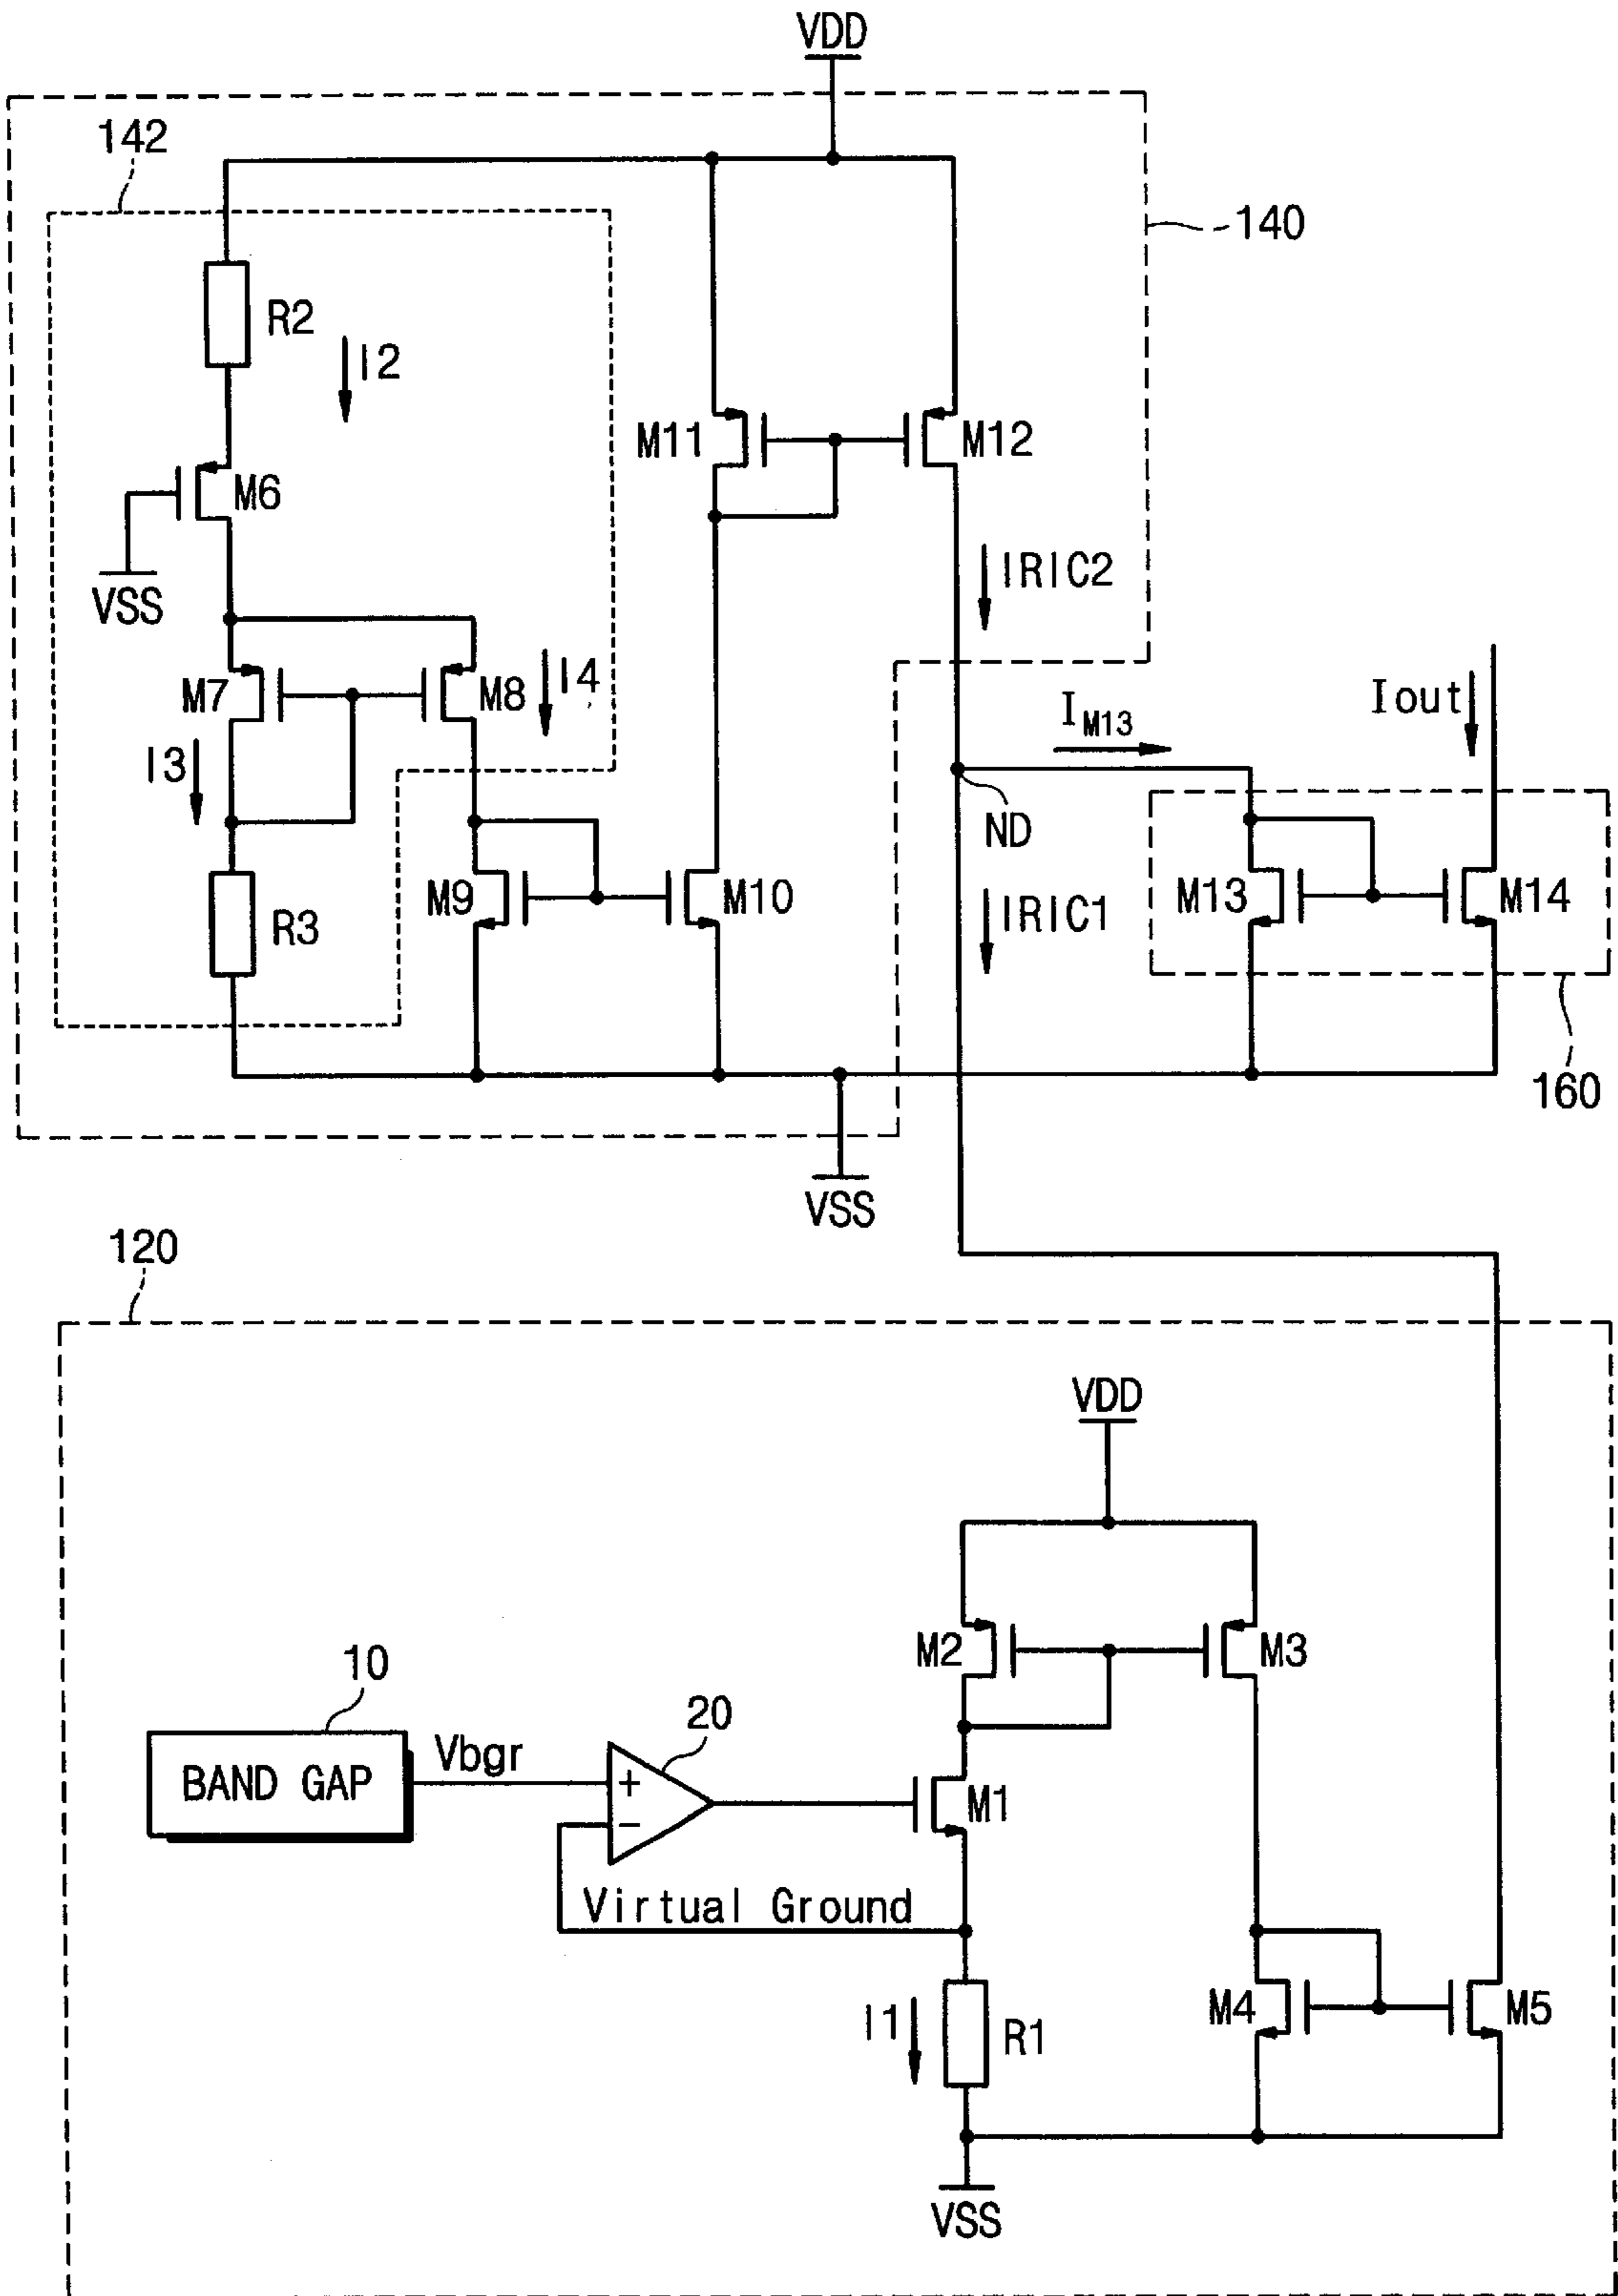 VDD
142
140
R2
I2
M11
M12
M6
VSS
IRIC2
M7
M8
I4
I_M13
Iout
I3
ND
M9
M10
M13
M14
R3
IRIC1
160
VSS
120
VDD
M2
M3
10
20
BAND GAP
Vbgr
+
−
M1
Virtual Ground
M4
M5
I1
R1
VSS